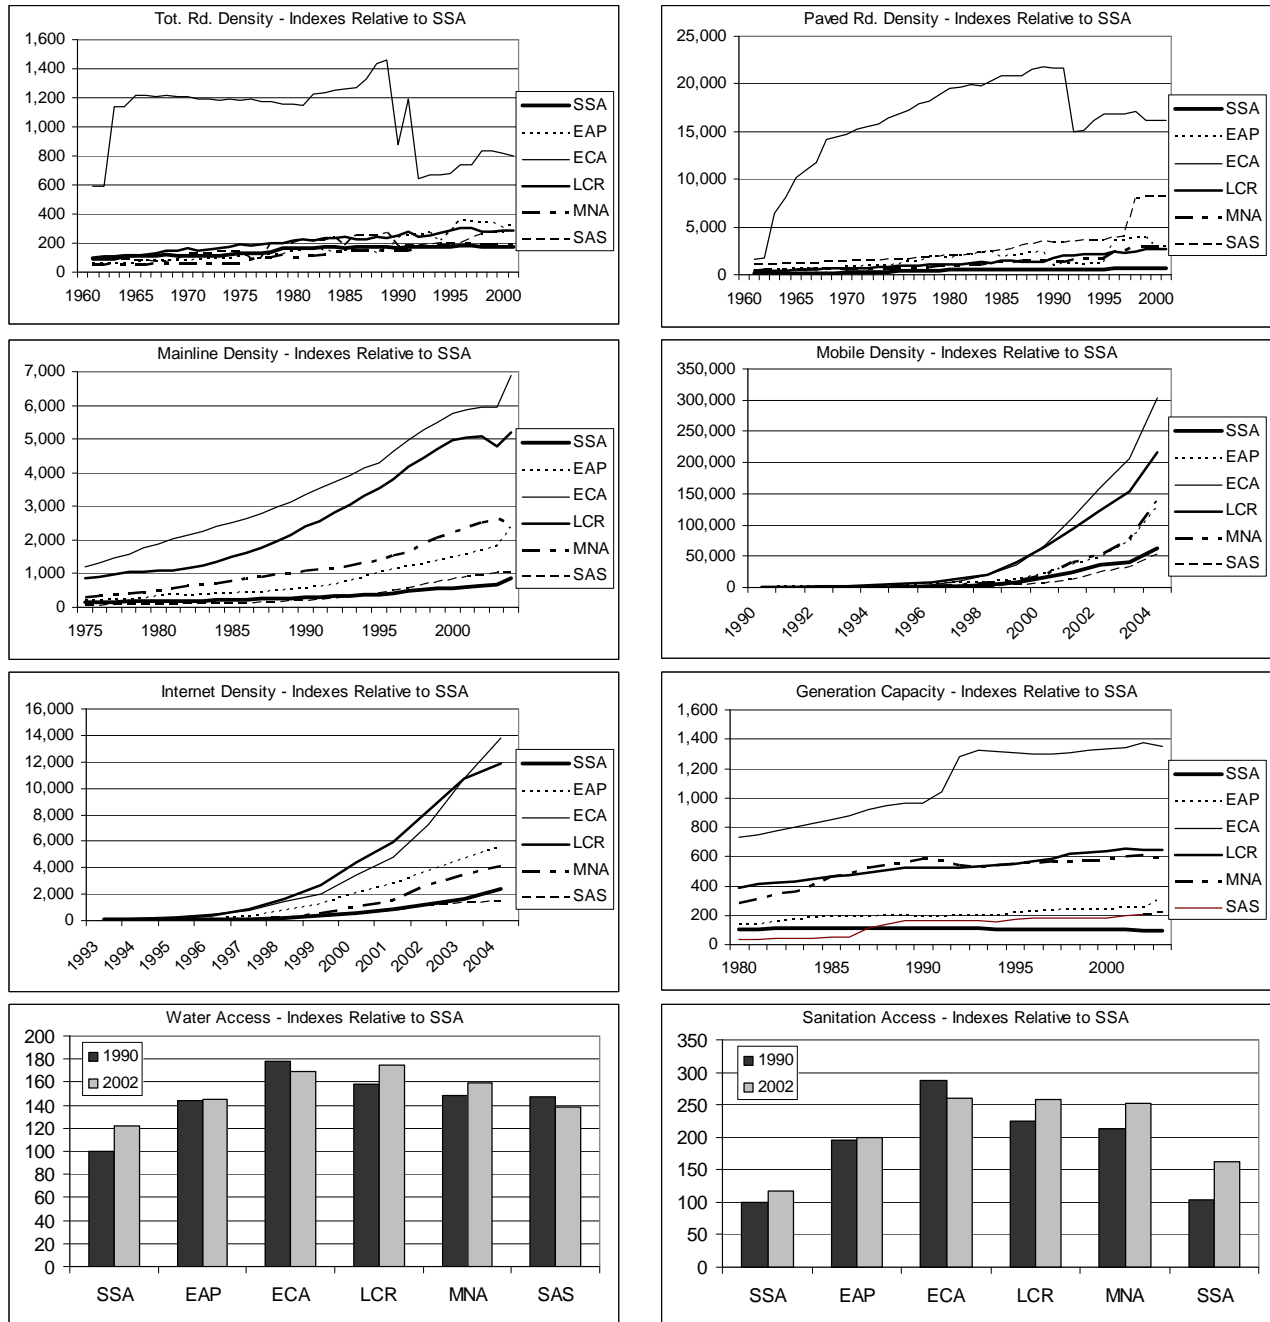 Tot. Rd. Density - Indexes Relative to SSA
1,600
1,400
1,200
1,000
800
600
400
200
0
1960 1965 1970 1975 1980 1985 1990 1995 2000
SSA
EAP
ECA
LCR
MNA
SAS
Paved Rd. Density - Indexes Relative to SSA
25,000
20,000
15,000
10,000
5,000
0
1960 1965 1970 1975 1980 1985 1990 1995 2000
SSA
EAP
ECA
LCR
MNA
SAS
Mainline Density - Indexes Relative to SSA
7,000
6,000
5,000
4,000
3,000
2,000
1,000
0
1975 1980 1985 1990 1995 2000
SSA
EAP
ECA
LCR
MNA
SAS
Mobile Density - Indexes Relative to SSA
350,000
300,000
250,000
200,000
150,000
100,000
50,000
0
1990 1992 1994 1996 1998 2000 2002 2004
SSA
EAP
ECA
LCR
MNA
SAS
Internet Density - Indexes Relative to SSA
16,000
14,000
12,000
10,000
8,000
6,000
4,000
2,000
0
1993 1994 1995 1996 1997 1998 1999 2000 2001 2002 2003 2004
SSA
EAP
ECA
LCR
MNA
SAS
Generation Capacity - Indexes Relative to SSA
1,600
1,400
1,200
1,000
800
600
400
200
0
1980 1985 1990 1995 2000
SSA
EAP
ECA
LCR
MNA
SAS
Water Access - Indexes Relative to SSA
200
180
160
140
120
100
80
60
40
20
0
1990
2002
SSA EAP ECA LCR MNA SAS
Sanitation Access - Indexes Relative to SSA
350
300
250
200
150
100
50
0
1990
2002
SSA EAP ECA LCR MNA SSA